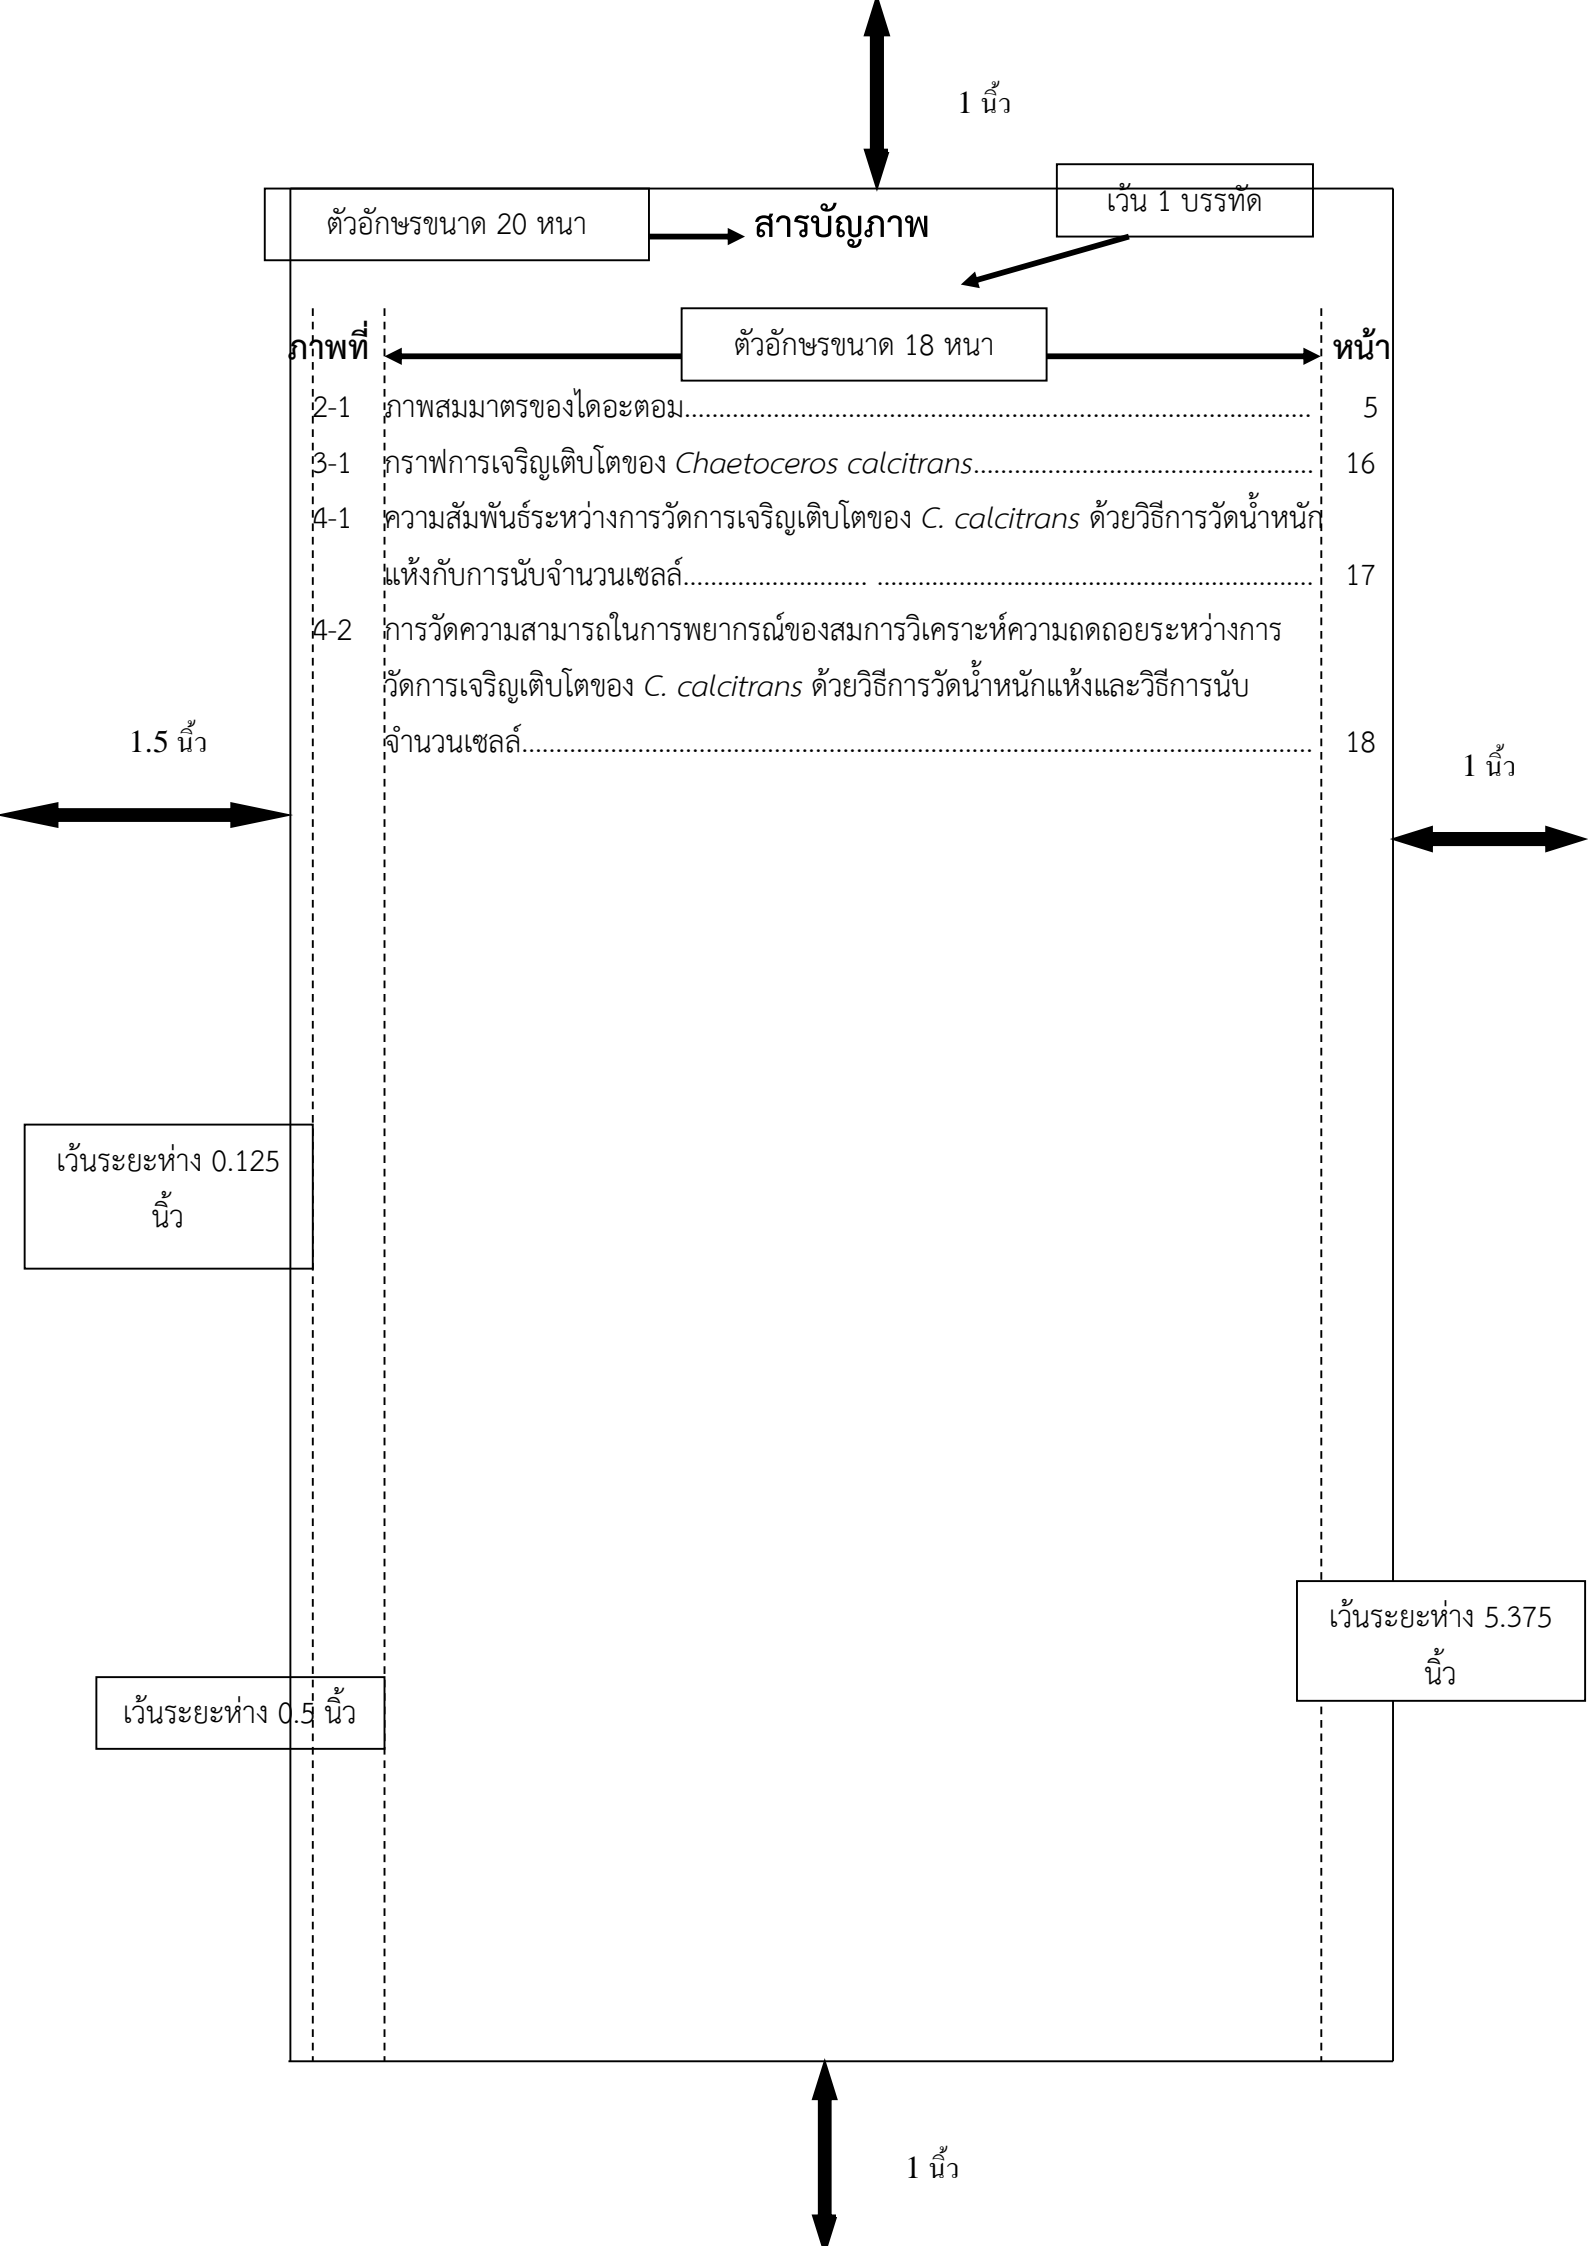 1 นิ้ว
เว้น 1 บรรทัด
ตัวอักษรขนาด 20 หนา
สารบัญภาพ
ภาพที่
ตัวอักษรขนาด 18 หนา
หน้า
2-1 ภาพสมมาตรของไดอะตอม........................................................................................... 5
3-1 กราฟการเจริญเติบโตของ Chaetoceros calcitrans................................................. 16
4-1 ความสัมพันธ์ระหว่างการวัดการเจริญเติบโตของ C. calcitrans ด้วยวิธีการวัดน้ำหนัก
แห้งกับการนับจำนวนเซลล์........................... ............................................................... 17
4-2 การวัดความสามารถในการพยากรณ์ของสมการวิเคราะห์ความถดถอยระหว่างการ
วัดการเจริญเติบโตของ C. calcitrans ด้วยวิธีการวัดน้ำหนักแห้งและวิธีการนับ
จำนวนเซลล์.................................................................................................................. 18
1.5 นิ้ว
1 นิ้ว
เว้นระยะห่าง 0.125
นิ้ว
เว้นระยะห่าง 5.375
นิ้ว
เว้นระยะห่าง 0.5 นิ้ว
1 นิ้ว